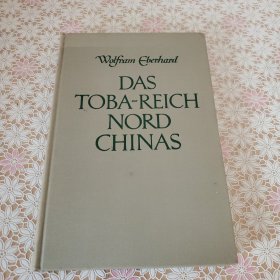 Wolfram Eberhard
DAS
TOBA-REICH
NORD
CHINAS